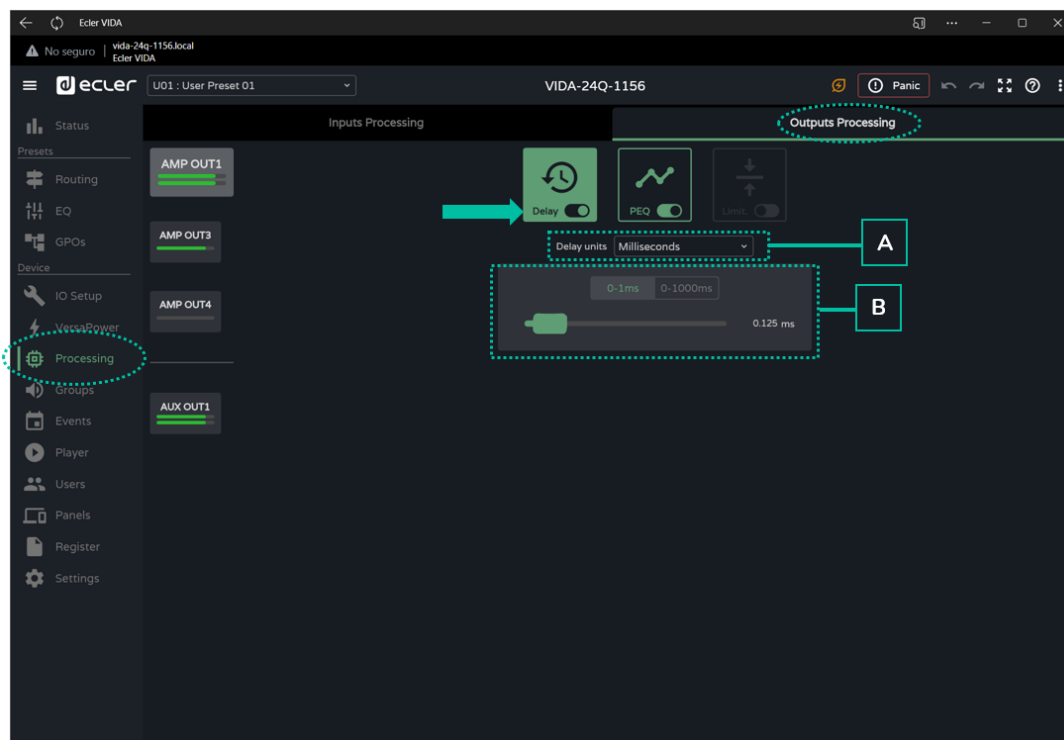 Ecler VIDA
No seguro
vida-24q-1156.local
Ecler VIDA
ecler
U01 : User Preset 01
VIDA-24Q-1156
Panic
Status
Presets
Routing
EQ
GPOs
Device
IO Setup
VersaPower
Processing
Groups
Events
Player
Users
Panels
Register
Settings
Inputs Processing
Outputs Processing
AMP OUT1
AMP OUT3
AMP OUT4
AUX OUT1
Delay
PEQ
Limit.
Delay units
Milliseconds
A
0-1ms
0-1000ms
0.125 ms
B